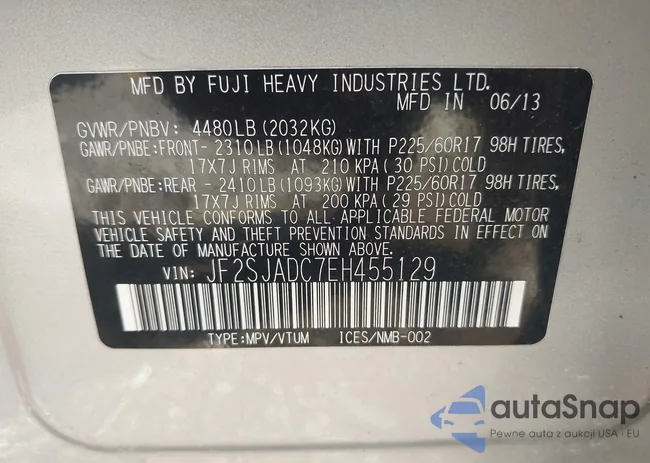 MFD BY FUJI HEAVY INDUSTRIES LTD.
MFD IN 06/13
GVWR/PNBV: 4480LB(2032KG)
GAWR/PNBE:FRONT- 2310LB(1048KG)WITH P225/60R17 98H TIRES,
17X7J RIMS AT 210 KPA(30 PSI)COLD
GAWR/PNBE:REAR - 2410LB(1093KG)WITH P225/60R17 98H TIRES,
17X7J RIMS AT 200 KPA(29 PSI)COLD
THIS VEHICLE CONFORMS TO ALL APPLICABLE FEDERAL MOTOR
VEHICLE SAFETY AND THEFT PREVENTION STANDARDS IN EFFECT ON
THE DATE OF MANUFACTURE SHOWN ABOVE.
VIN: JF2SJADC7EH455129
TYPE:MPV/VTUM ICES/NMB-002
autoSnap
Pewne auta z aukcji USA - EU